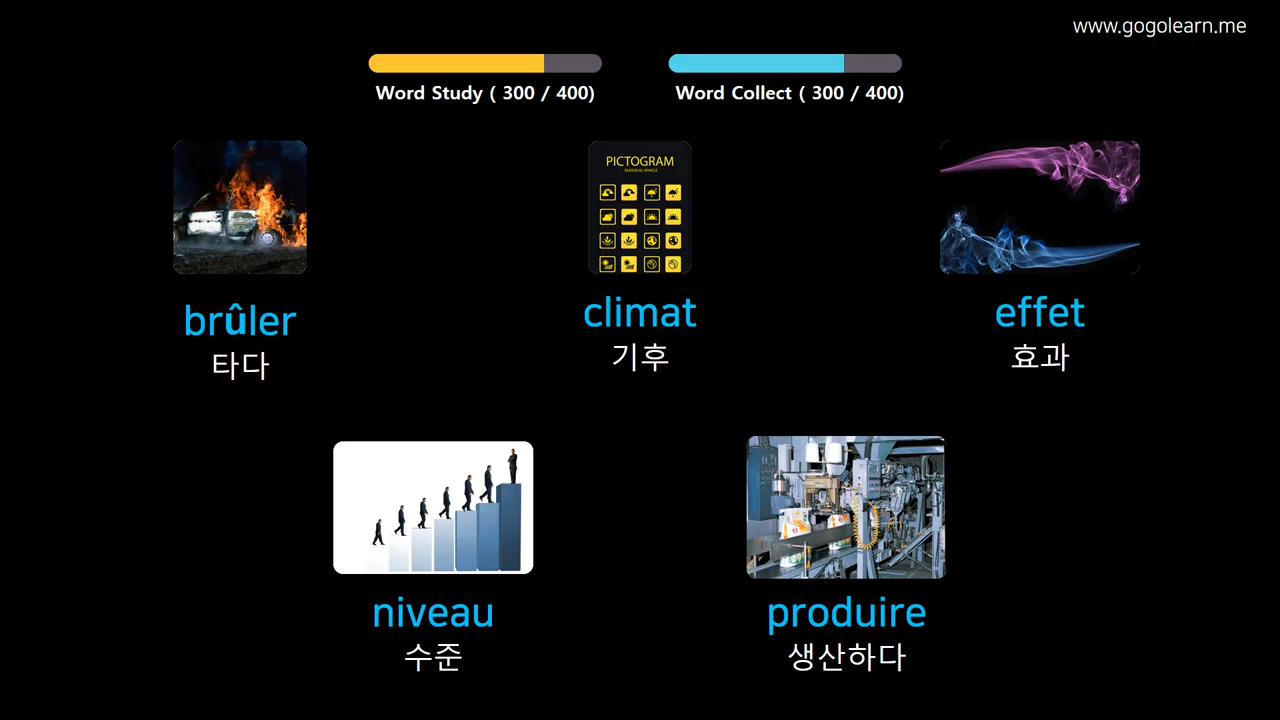 www.gogolearn.me
Word Study ( 300 / 400)
Word Collect ( 300 / 400)
PICTOGRAM
brûler
타다
climat
기후
effet
효과
niveau
수준
produire
생산하다